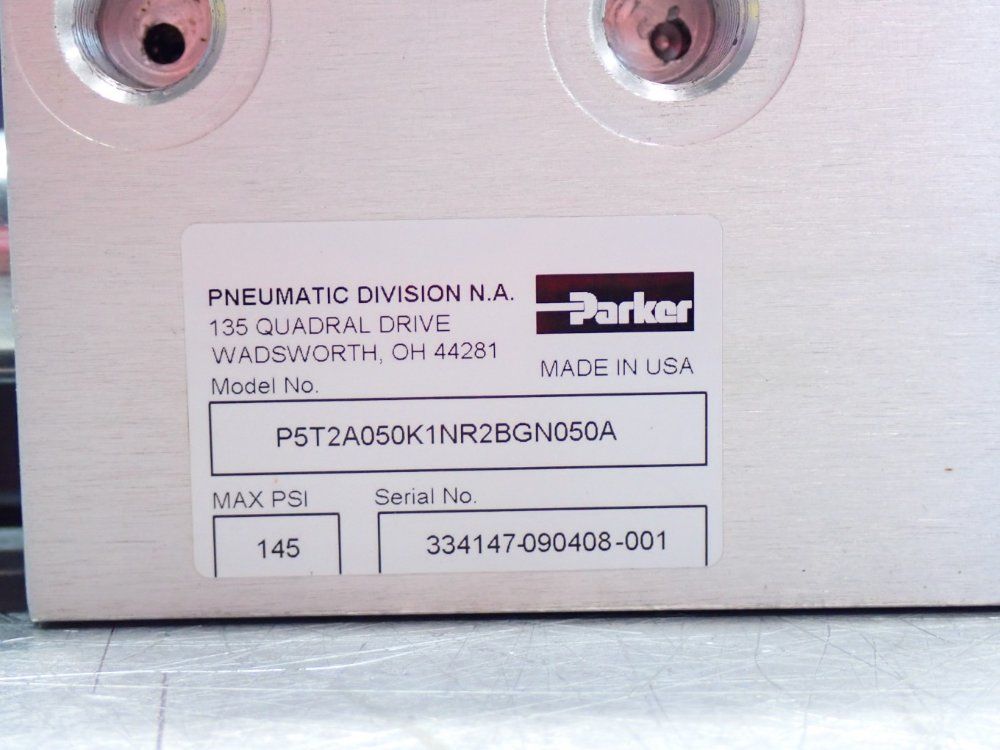 PNEUMATIC DIVISION N.A.
135 QUADRAL DRIVE
WADSWORTH, OH 44281
Parker
MADE IN USA
Model No.
P5T2A050K1NR2BGN050A
MAX PSI
145
Serial No.
334147-090408-001